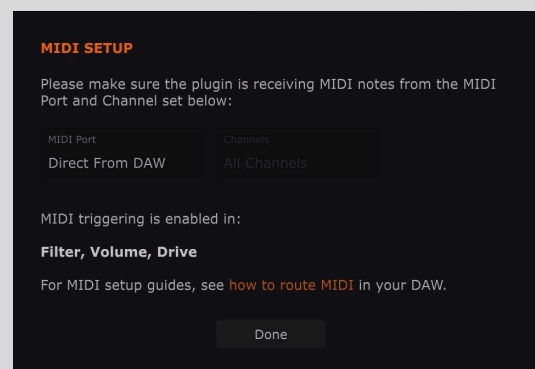 MIDI SETUP
Please make sure the plugin is receiving MIDI notes from the MIDI
Port and Channel set below:
MIDI Port
Channels
Direct From DAW
All Channels
MIDI triggering is enabled in:
Filter, Volume, Drive
For MIDI setup guides, see how to route MIDI in your DAW.
Done